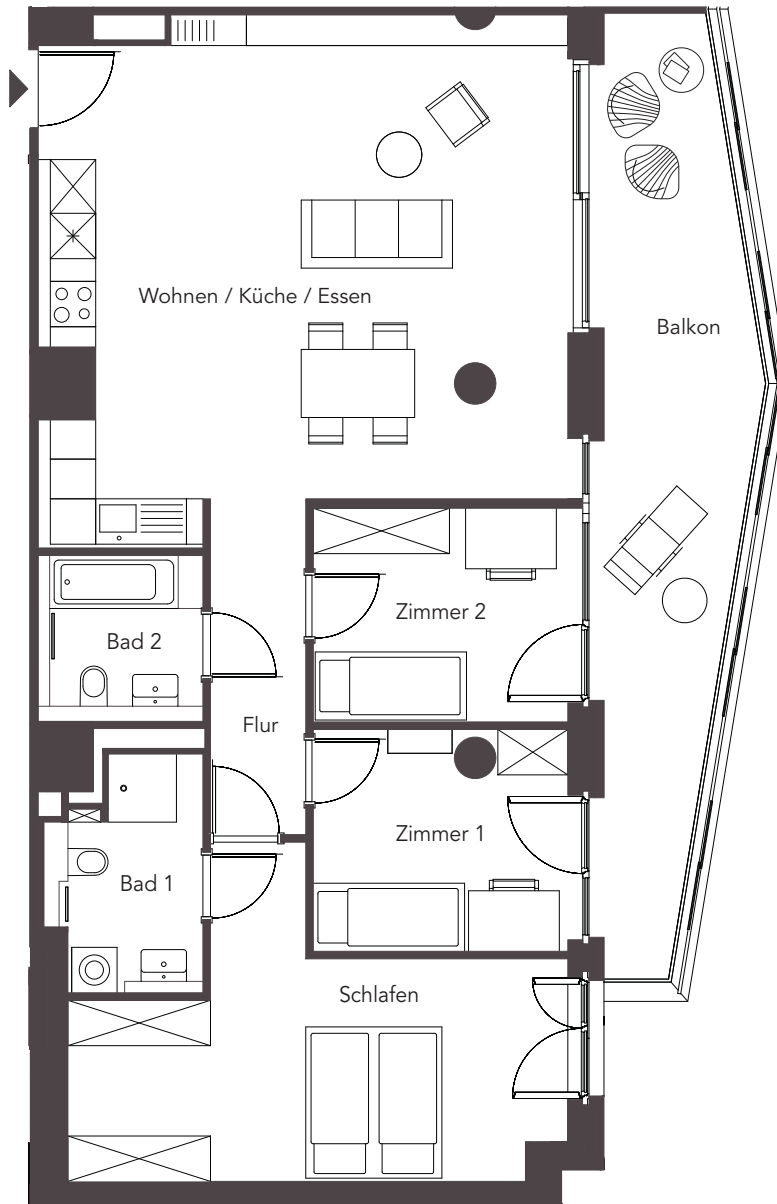 Wohnen / Küche / Essen
Balkon
Zimmer 2
Bad 2
Flur
Zimmer 1
Bad 1
Schlafen